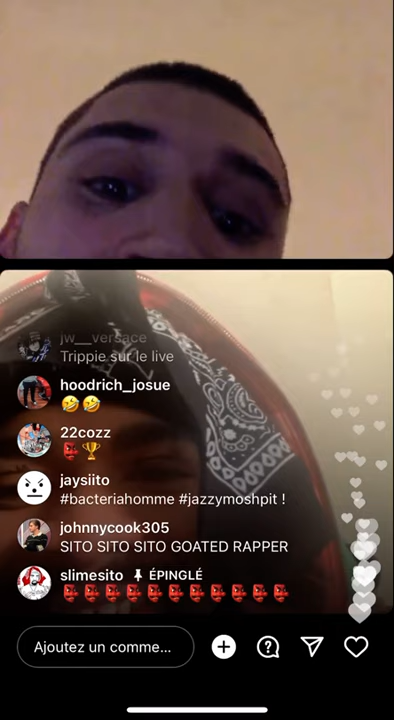 jw__versace
Trippie sur le live
hoodrich_josue
🤣🤣
22cozz
👺🏆
jaysiito
#bacteriahomme #jazzymoshpit !
johnnycook305
SITO SITO SITO GOATED RAPPER
slimesito 📌 ÉPINGLÉ
👺👺👺👺👺👺👺👺👺👺👺
Ajoutez un comme...